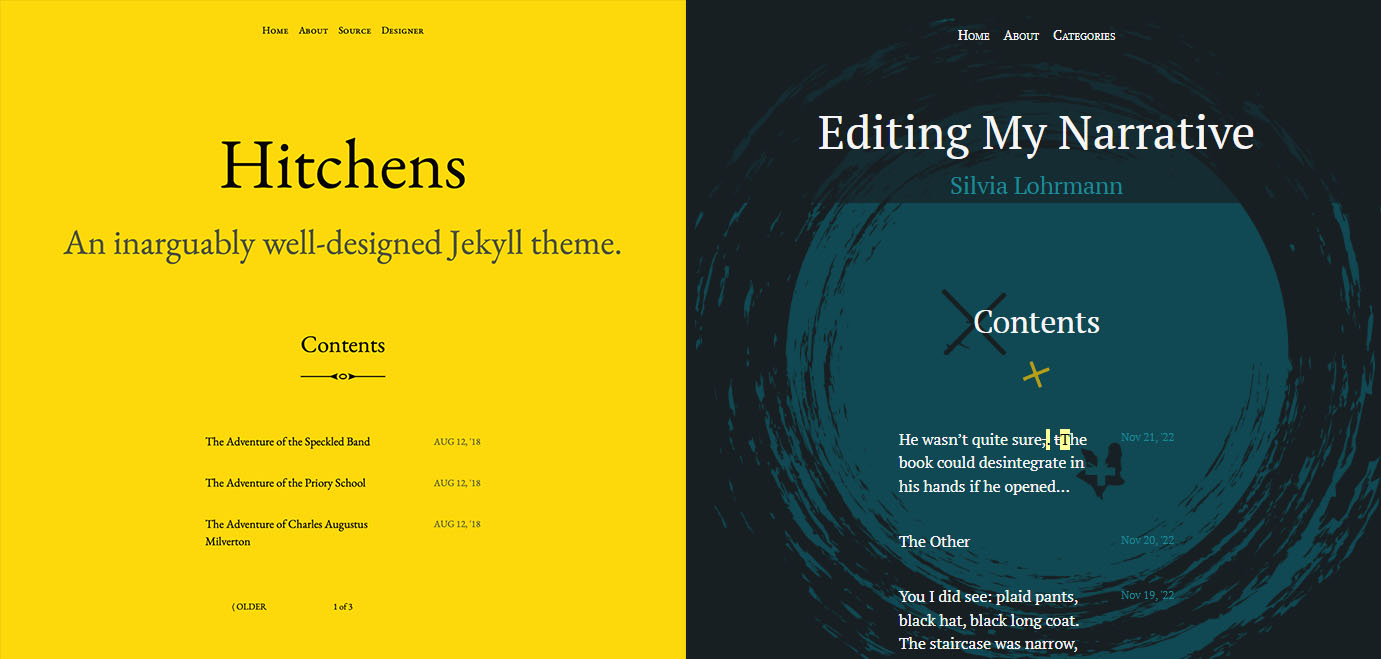 Home About Source Designer
Hitchens
An inarguably well-designed Jekyll theme.
Contents
The Adventure of the Speckled Band AUG 12, '18
The Adventure of the Priory School AUG 12, '18
The Adventure of Charles Augustus AUG 12, '18
Milverton
⟨ OLDER 1 of 3
Home About Categories
Editing My Narrative
Silvia Lohrmann
Contents
He wasn’t quite sure,. tThe Nov 21, '22
book could desintegrate in
his hands if he opened…
The Other Nov 20, '22
You I did see: plaid pants, Nov 19, '22
black hat, black long coat.
The staircase was narrow,